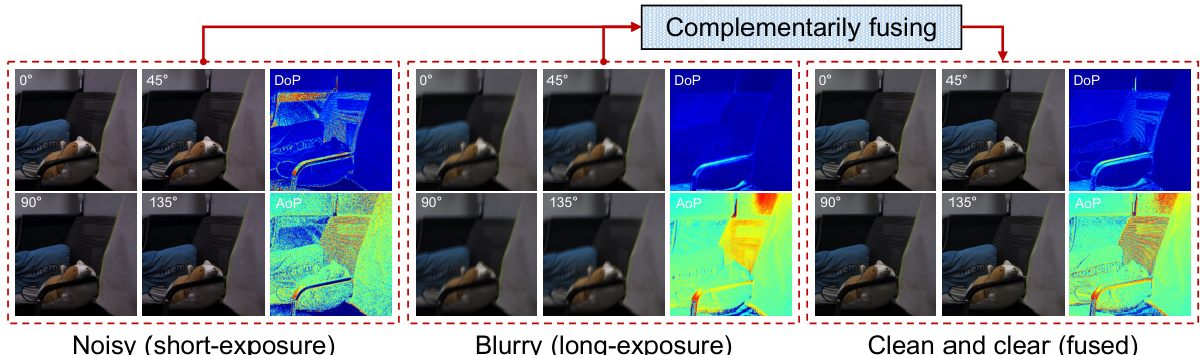 Complementarily fusing
0° 45° DoP
90° 135° AoP
0° 45° DoP
90° 135° AoP
0° 45° DoP
90° 135° AoP
Noisy (short-exposure)
Blurry (long-exposure)
Clean and clear (fused)